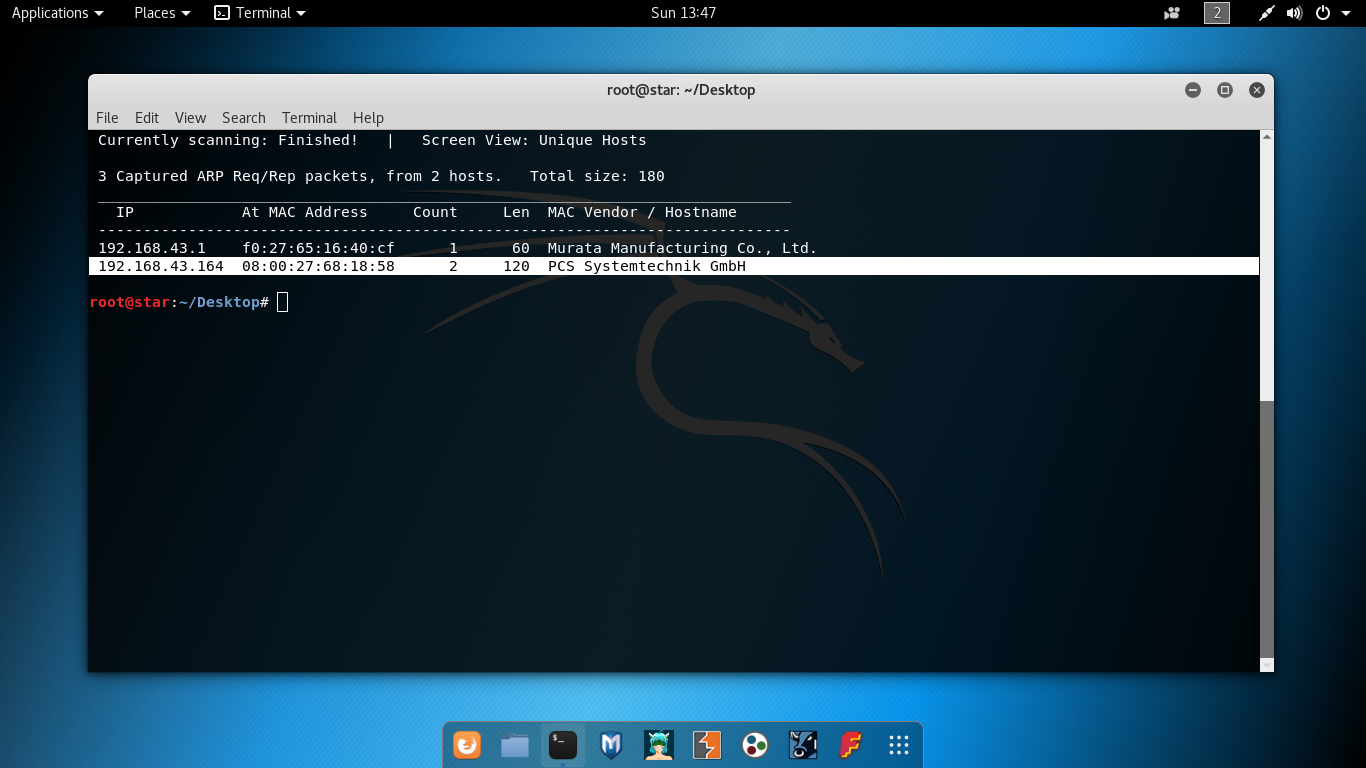 Applications Places Terminal Sun 13:47 2
root@star: ~/Desktop
File Edit View Search Terminal Help
Currently scanning: Finished!   |   Screen View: Unique Hosts
3 Captured ARP Req/Rep packets, from 2 hosts.   Total size: 180
_____________________________________________________________________________
IP            At MAC Address     Count     Len  MAC Vendor / Hostname
-----------------------------------------------------------------------------
192.168.43.1    f0:27:65:16:40:cf      1      60  Murata Manufacturing Co., Ltd.
192.168.43.164  08:00:27:68:18:58      2     120  PCS Systemtechnik GmbH
root@star:~/Desktop#